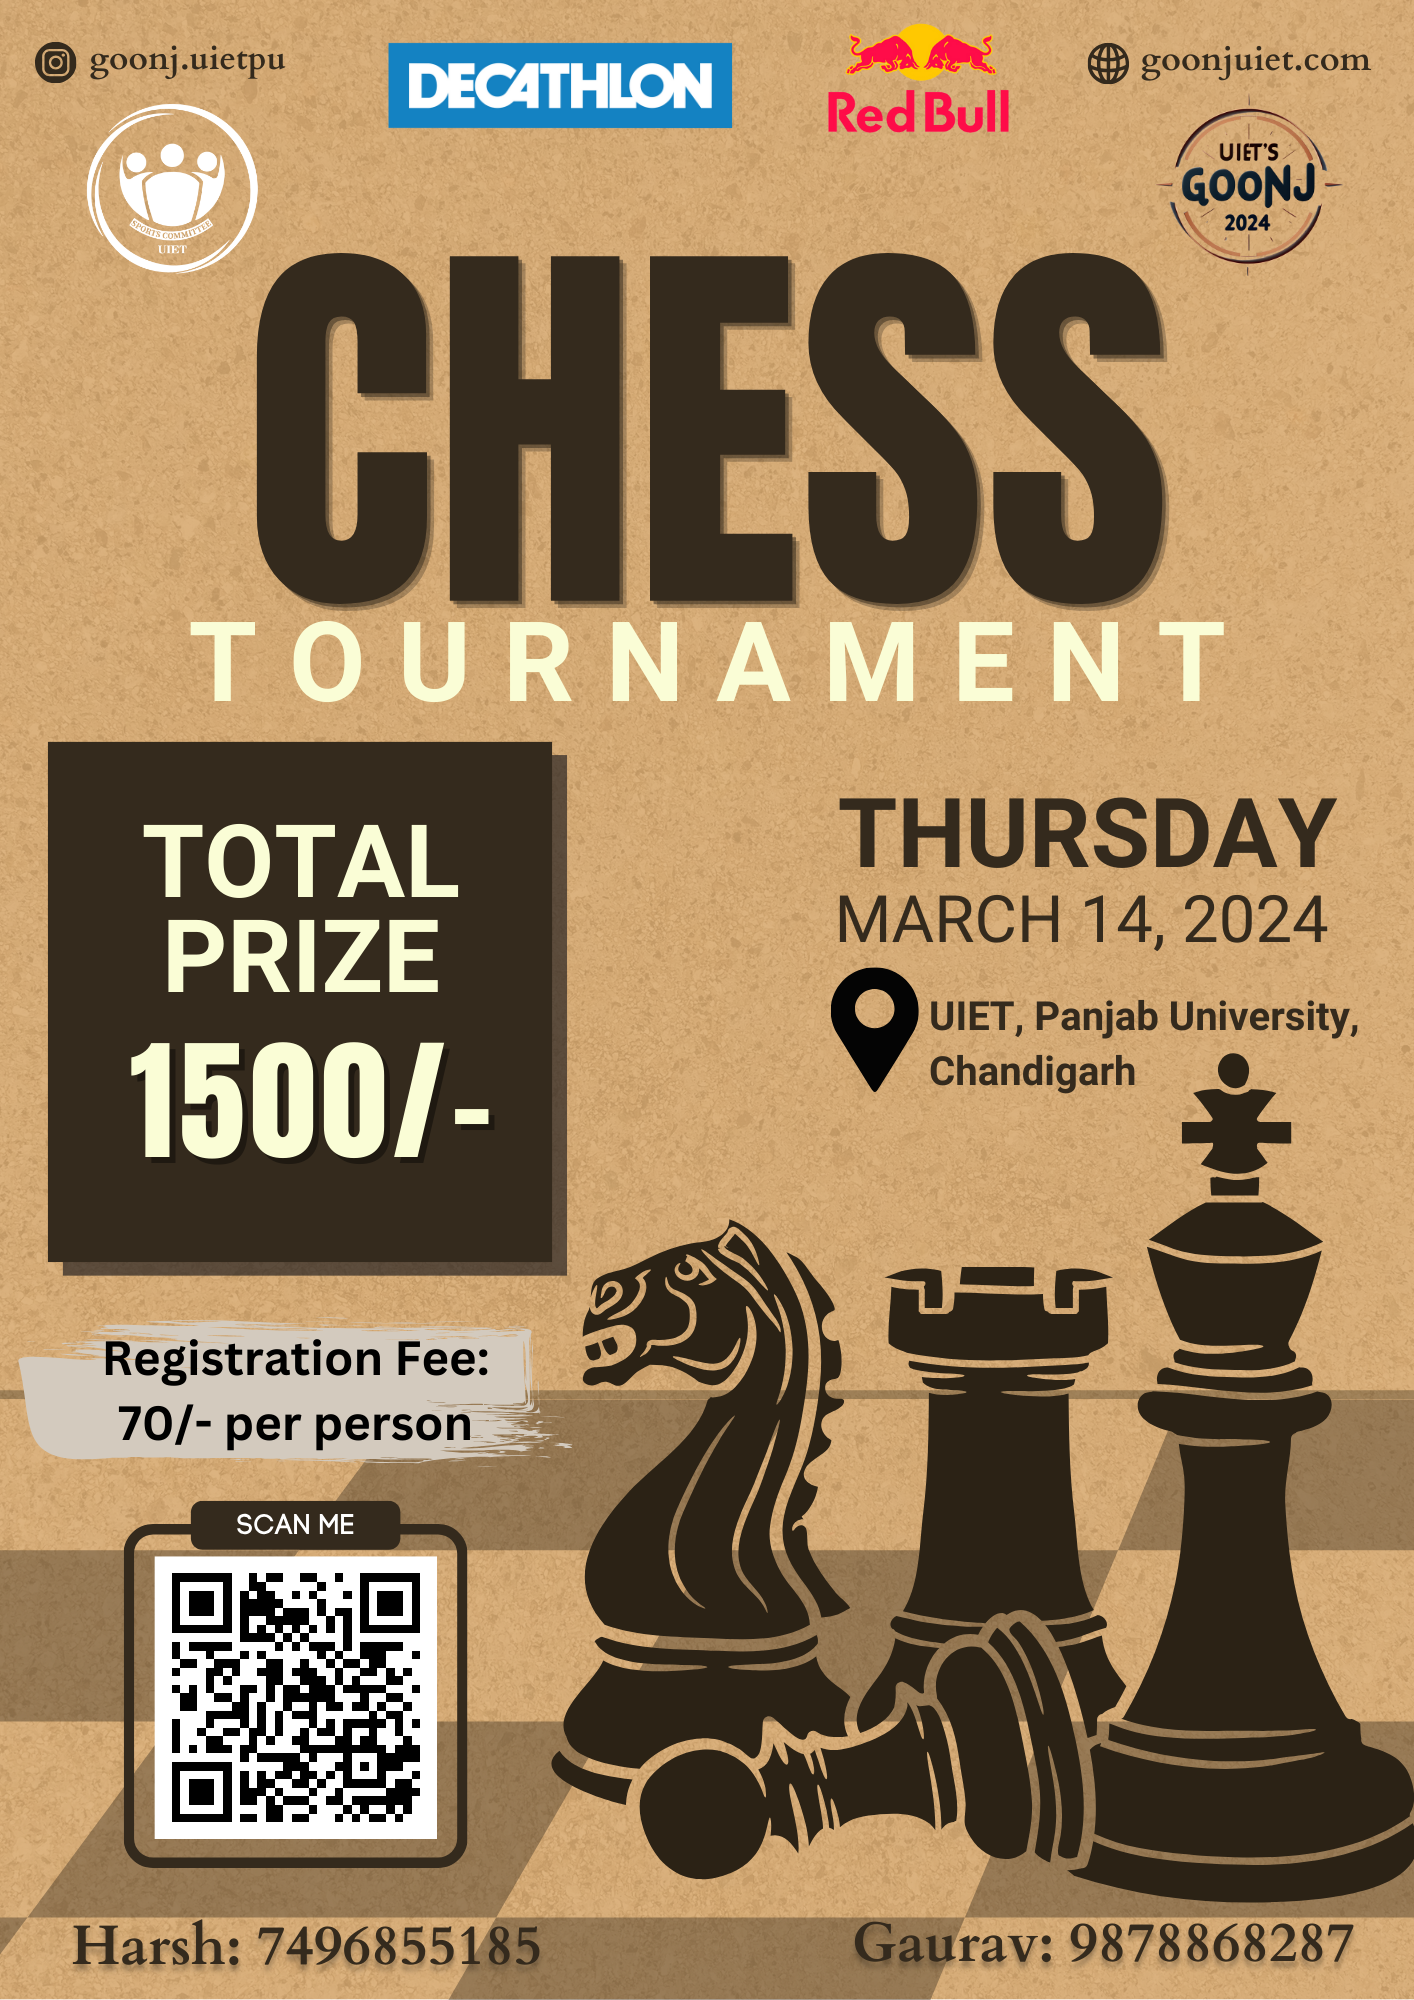 goonj.uietpu
DECATHLON
Red Bull
goonjuiet.com
SPORTS COMMITTEE
UIET
UIET'S
GOONJ
2024
CHESS
TOURNAMENT
TOTAL
PRIZE
1500/-
THURSDAY
MARCH 14, 2024
UIET, Panjab University,
Chandigarh
Registration Fee:
70/- per person
SCAN ME
Harsh: 7496855185
Gaurav: 9878868287